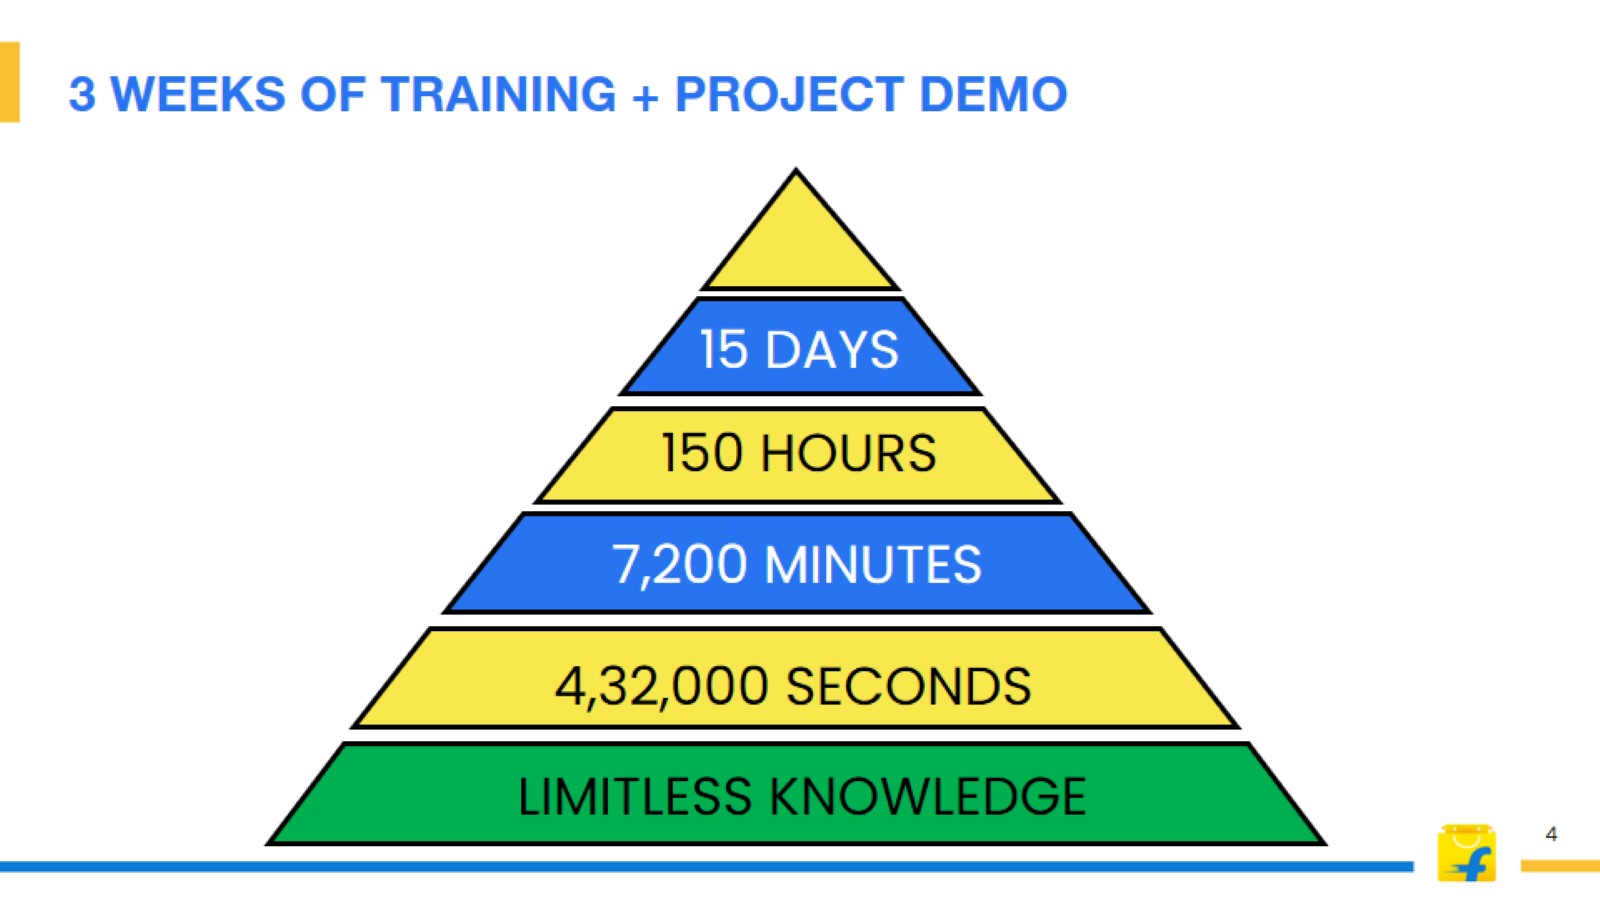 3 WEEKS OF TRAINING + PROJECT DEMO
15 DAYS
150 HOURS
7,200 MINUTES
4,32,000 SECONDS
LIMITLESS KNOWLEDGE
f
4